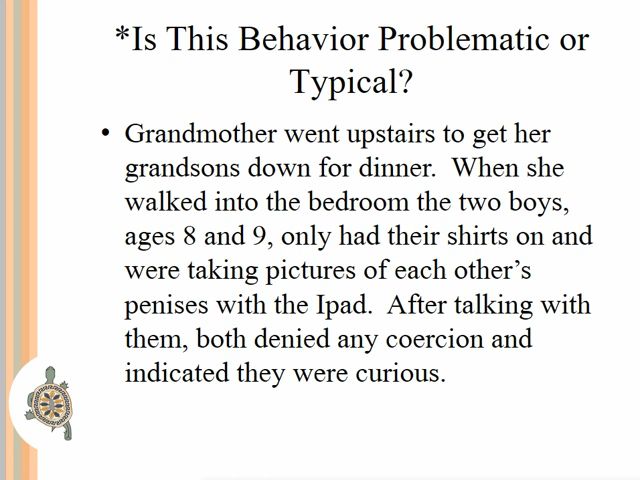 *Is This Behavior Problematic or
Typical?
• Grandmother went upstairs to get her
grandsons down for dinner.  When she
walked into the bedroom the two boys,
ages 8 and 9, only had their shirts on and
were taking pictures of each other’s
penises with the Ipad.  After talking with
them, both denied any coercion and
indicated they were curious.